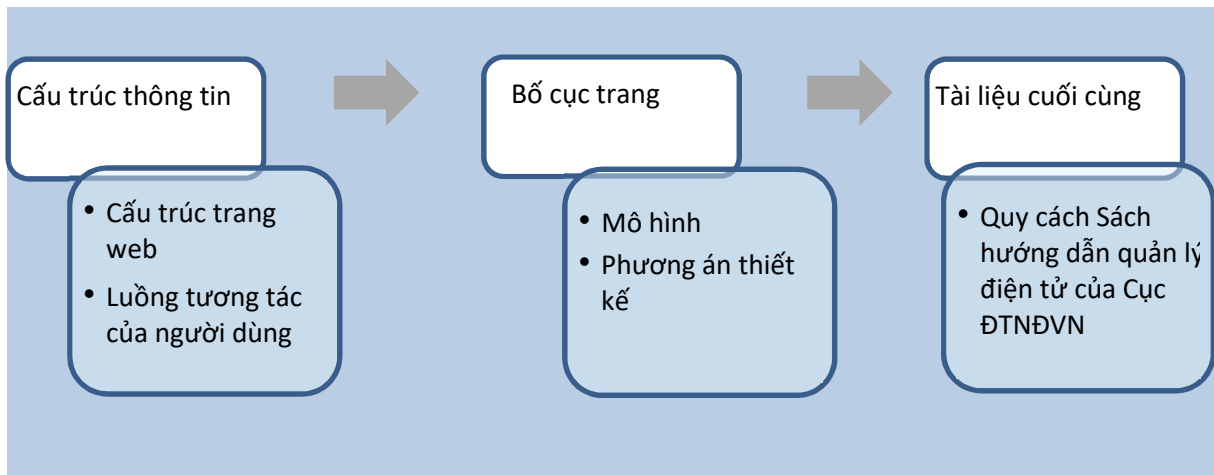 Cấu trúc thông tin
• Cấu trúc trang
web
• Luồng tương tác
của người dùng
Bố cục trang
• Mô hình
• Phương án thiết
kế
Tài liệu cuối cùng
• Quy cách Sách
hướng dẫn quản lý
điện tử của Cục
ĐTNĐVN